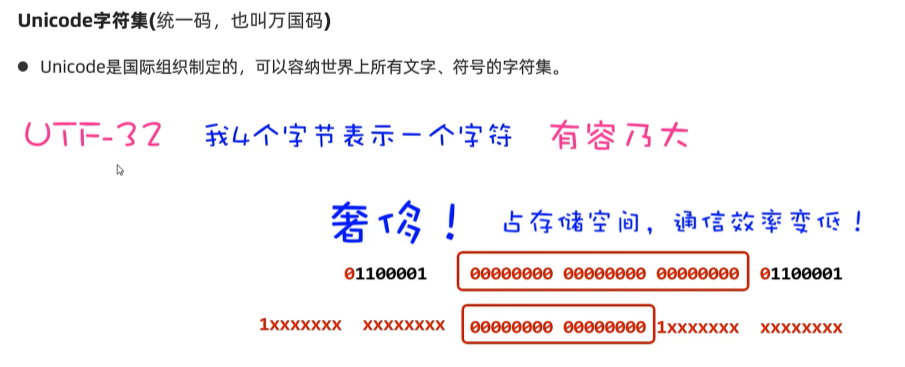 Unicode字符集(统一码，也叫万国码)
● Unicode是国际组织制定的，可以容纳世界上所有文字、符号的字符集。
UTF-32 我4个字节表示一个字符 有容乃大
奢侈！ 占存储空间，通信效率变低！
01100001 00000000 00000000 00000000 01100001
1xxxxxxx xxxxxxxx 00000000 00000000 1xxxxxxx xxxxxxxx